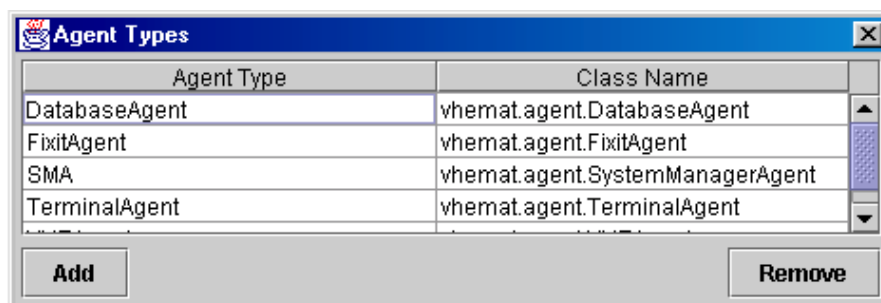 Agent Types
Agent Type Class Name
DatabaseAgent vhemat.agent.DatabaseAgent
FixitAgent vhemat.agent.FixitAgent
SMA vhemat.agent.SystemManagerAgent
TerminalAgent vhemat.agent.TerminalAgent
Add Remove